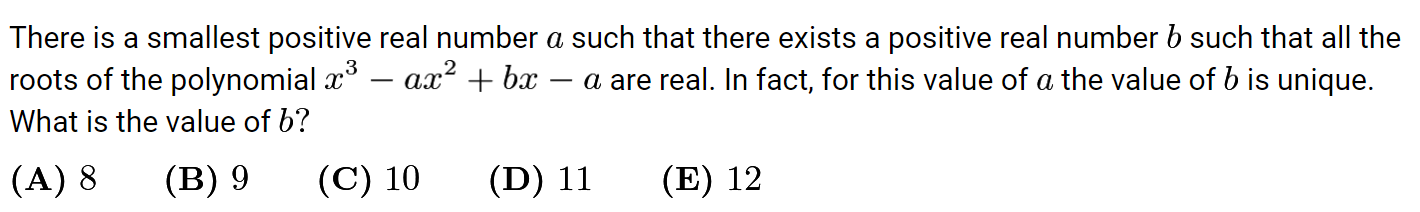 There is a smallest positive real number $a$ such that there exists a positive real number $b$ such that all the
roots of the polynomial $x^3 - ax^2 + bx - a$ are real. In fact, for this value of $a$ the value of $b$ is unique.
What is the value of $b$?
(A) 8 (B) 9 (C) 10 (D) 11 (E) 12